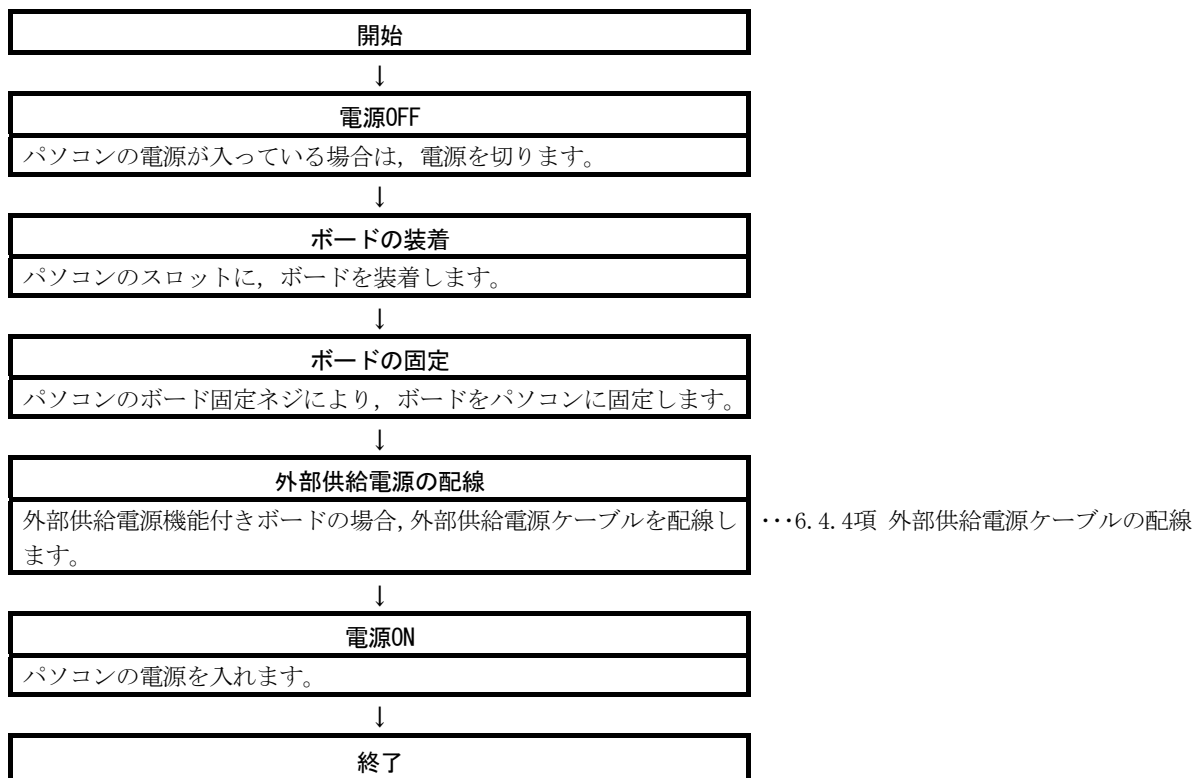 開始
↓
電源OFF
パソコンの電源が入っている場合は，電源を切ります。
↓
ボードの装着
パソコンのスロットに，ボードを装着します。
↓
ボードの固定
パソコンのボード固定ネジにより，ボードをパソコンに固定します。
↓
外部供給電源の配線
外部供給電源機能付きボードの場合，外部供給電源ケーブルを配線し
ます。
･･･6.4.4項 外部供給電源ケーブルの配線
↓
電源ON
パソコンの電源を入れます。
↓
終了